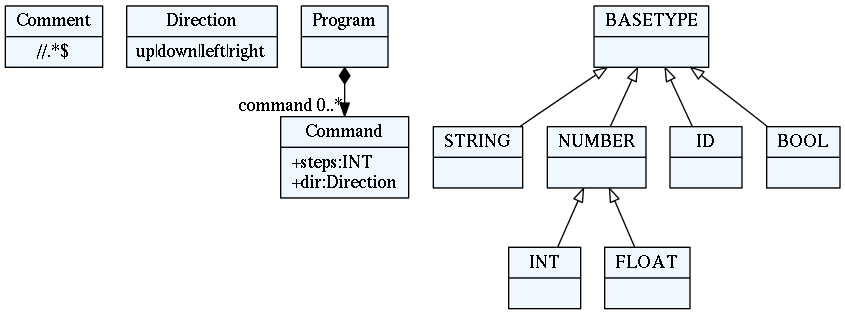 Comment
//.*$
Direction
up|down|left|right
Program
command 0..*
Command
+steps:INT
+dir:Direction
BASETYPE
STRING
NUMBER
ID
BOOL
INT
FLOAT